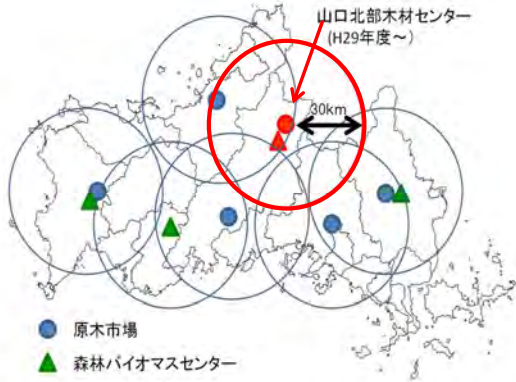 山口北部木材センター
(H29年度～)
30km
原木市場
森林バイオマスセンター